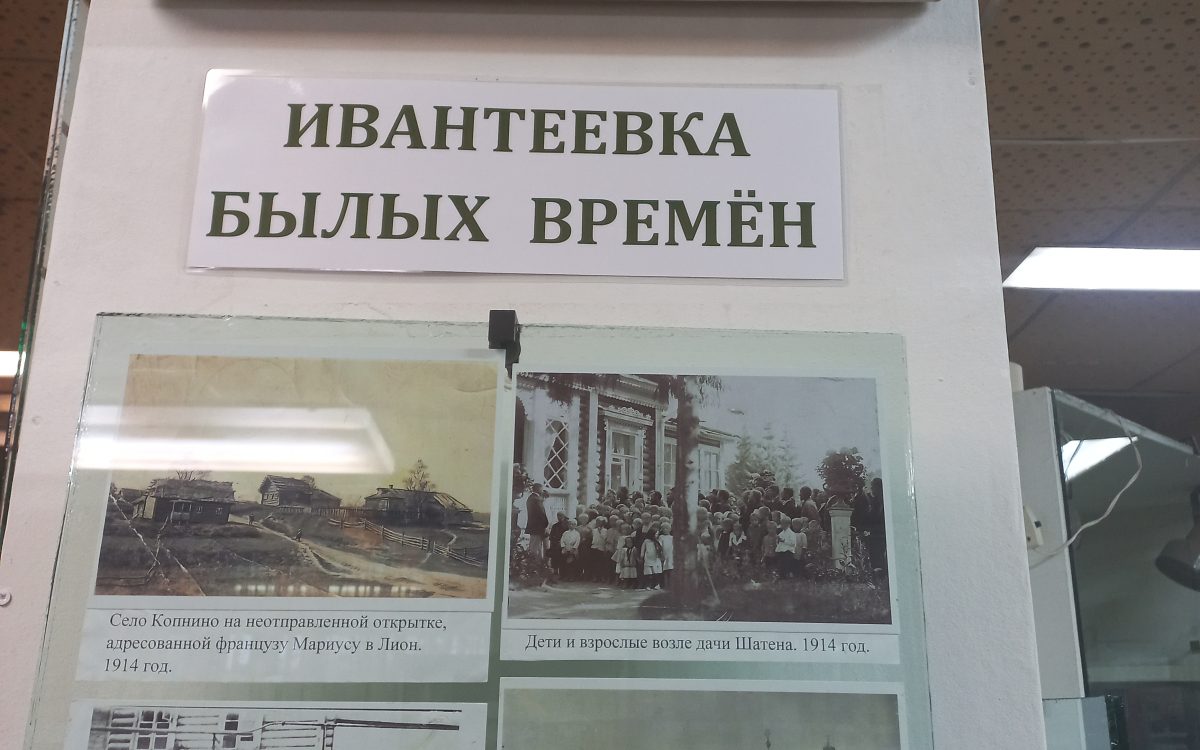 ИВАНТЕЕВКА
БЫЛЫХ ВРЕМЁН
Село Копнино на неотправленной открытке,
адресованной французу Мариусу в Лион.
1914 год.
Дети и взрослые возле дачи Шатена. 1914 год.